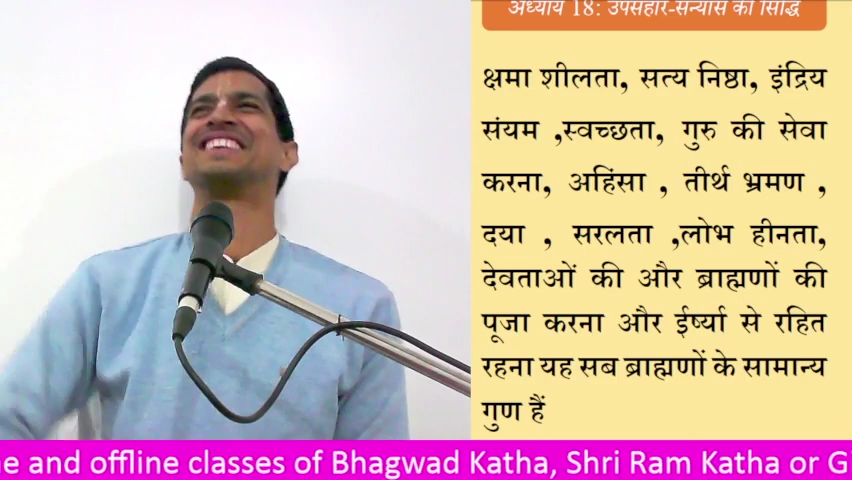 अध्याय 18: उपसंहार-सन्यास की सिद्धि
क्षमा शीलता, सत्य निष्ठा, इंद्रिय
संयम ,स्वच्छता, गुरु की सेवा
करना, अहिंसा , तीर्थ भ्रमण ,
दया , सरलता ,लोभ हीनता,
देवताओं की और ब्राह्मणों की
पूजा करना और ईर्ष्या से रहित
रहना यह सब ब्राह्मणों के सामान्य
गुण हैं
e and offline classes of Bhagwad Katha, Shri Ram Katha or G